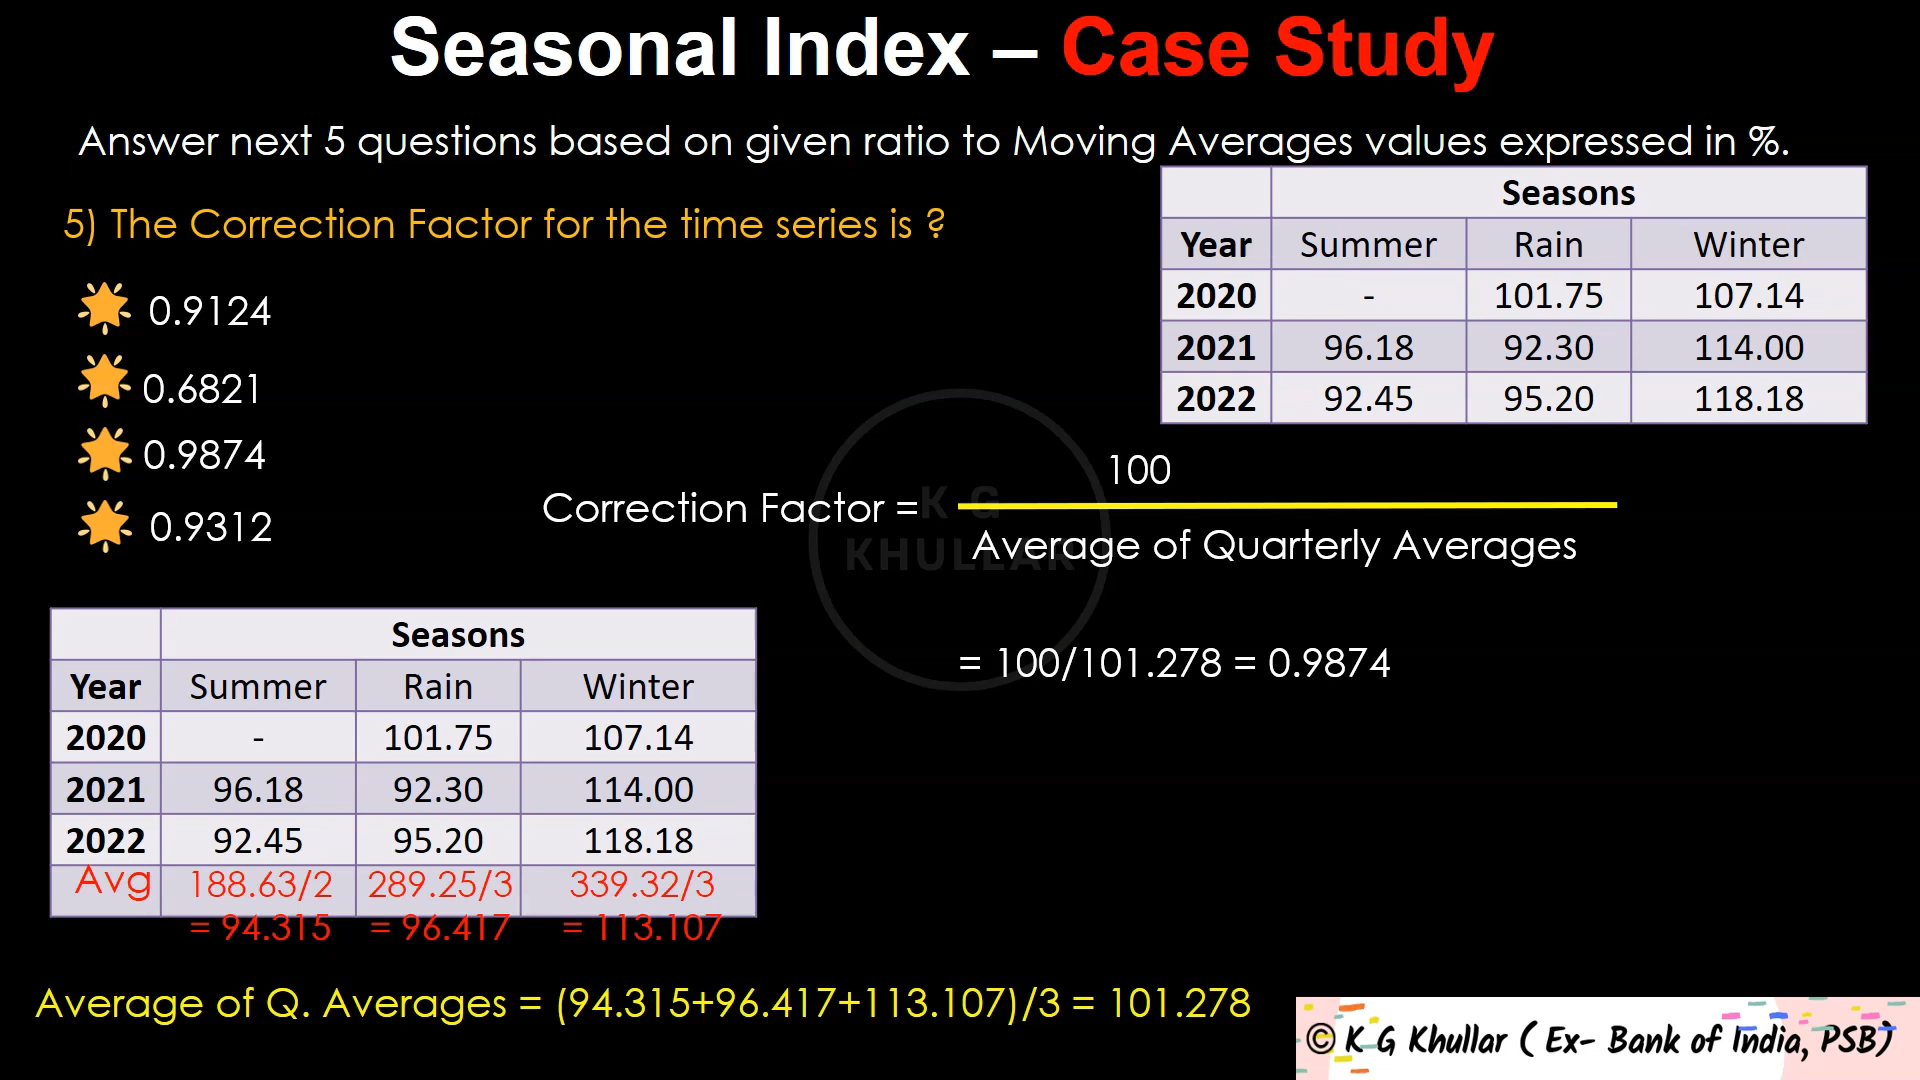 Seasonal Index – Case Study
Answer next 5 questions based on given ratio to Moving Averages values expressed in %.
5) The Correction Factor for the time series is ?
0.9124
0.6821
0.9874
0.9312
Seasons
Year Summer Rain Winter
2020 - 101.75 107.14
2021 96.18 92.30 114.00
2022 92.45 95.20 118.18
100
Correction Factor =
Average of Quarterly Averages
= 100/101.278 = 0.9874
K G
KHULLAR
Seasons
Year Summer Rain Winter
2020 - 101.75 107.14
2021 96.18 92.30 114.00
2022 92.45 95.20 118.18
Avg 188.63/2 289.25/3 339.32/3
= 94.315 = 96.417 = 113.107
Average of Q. Averages = (94.315+96.417+113.107)/3 = 101.278
© K G Khullar ( Ex- Bank of India, PSB)